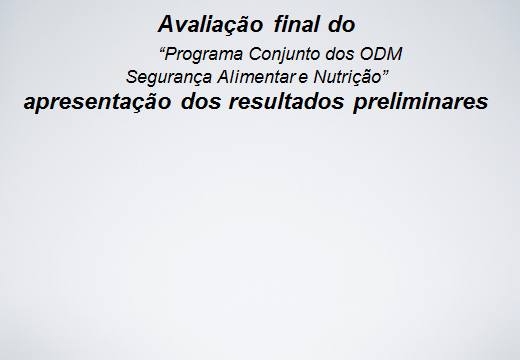 Avaliação final do
“Programa Conjunto dos ODM
Segurança Alimentar e Nutrição”
apresentação dos resultados preliminares